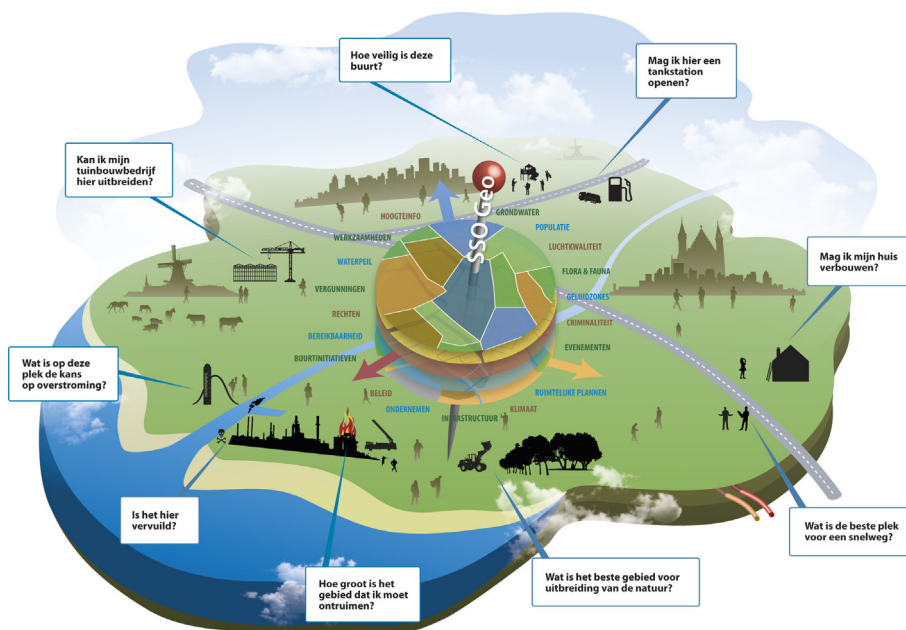 Hoe veilig is deze
buurt?
Mag ik hier een
tankstation
openen?
Kan ik mijn
tuinbouwbedrijf
hier uitbreiden?
Mag ik mijn huis
verbouwen?
SSO Geo
HOOGTEINFO
GRONDWATER
WERKZAAMHEDEN
POPULATIE
WATERPEIL
LUCHTKWALITEIT
VERGUNNINGEN
FLORA & FAUNA
RECHTEN
GELUIDZONES
BEREIKBAARHEID
CRIMINALITEIT
BUURTINITIATIEVEN
EVENEMENTEN
BELEID
RUIMTELIJKE PLANNEN
ONDERNEMEN
KLIMAAT
INFRASTRUCTUUR
Wat is op deze
plek de kans
op overstroming?
Is het hier
vervuild?
Hoe groot is het
gebied dat ik moet
ontruimen?
Wat is het beste gebied voor
uitbreiding van de natuur?
Wat is de beste plek
voor een snelweg?